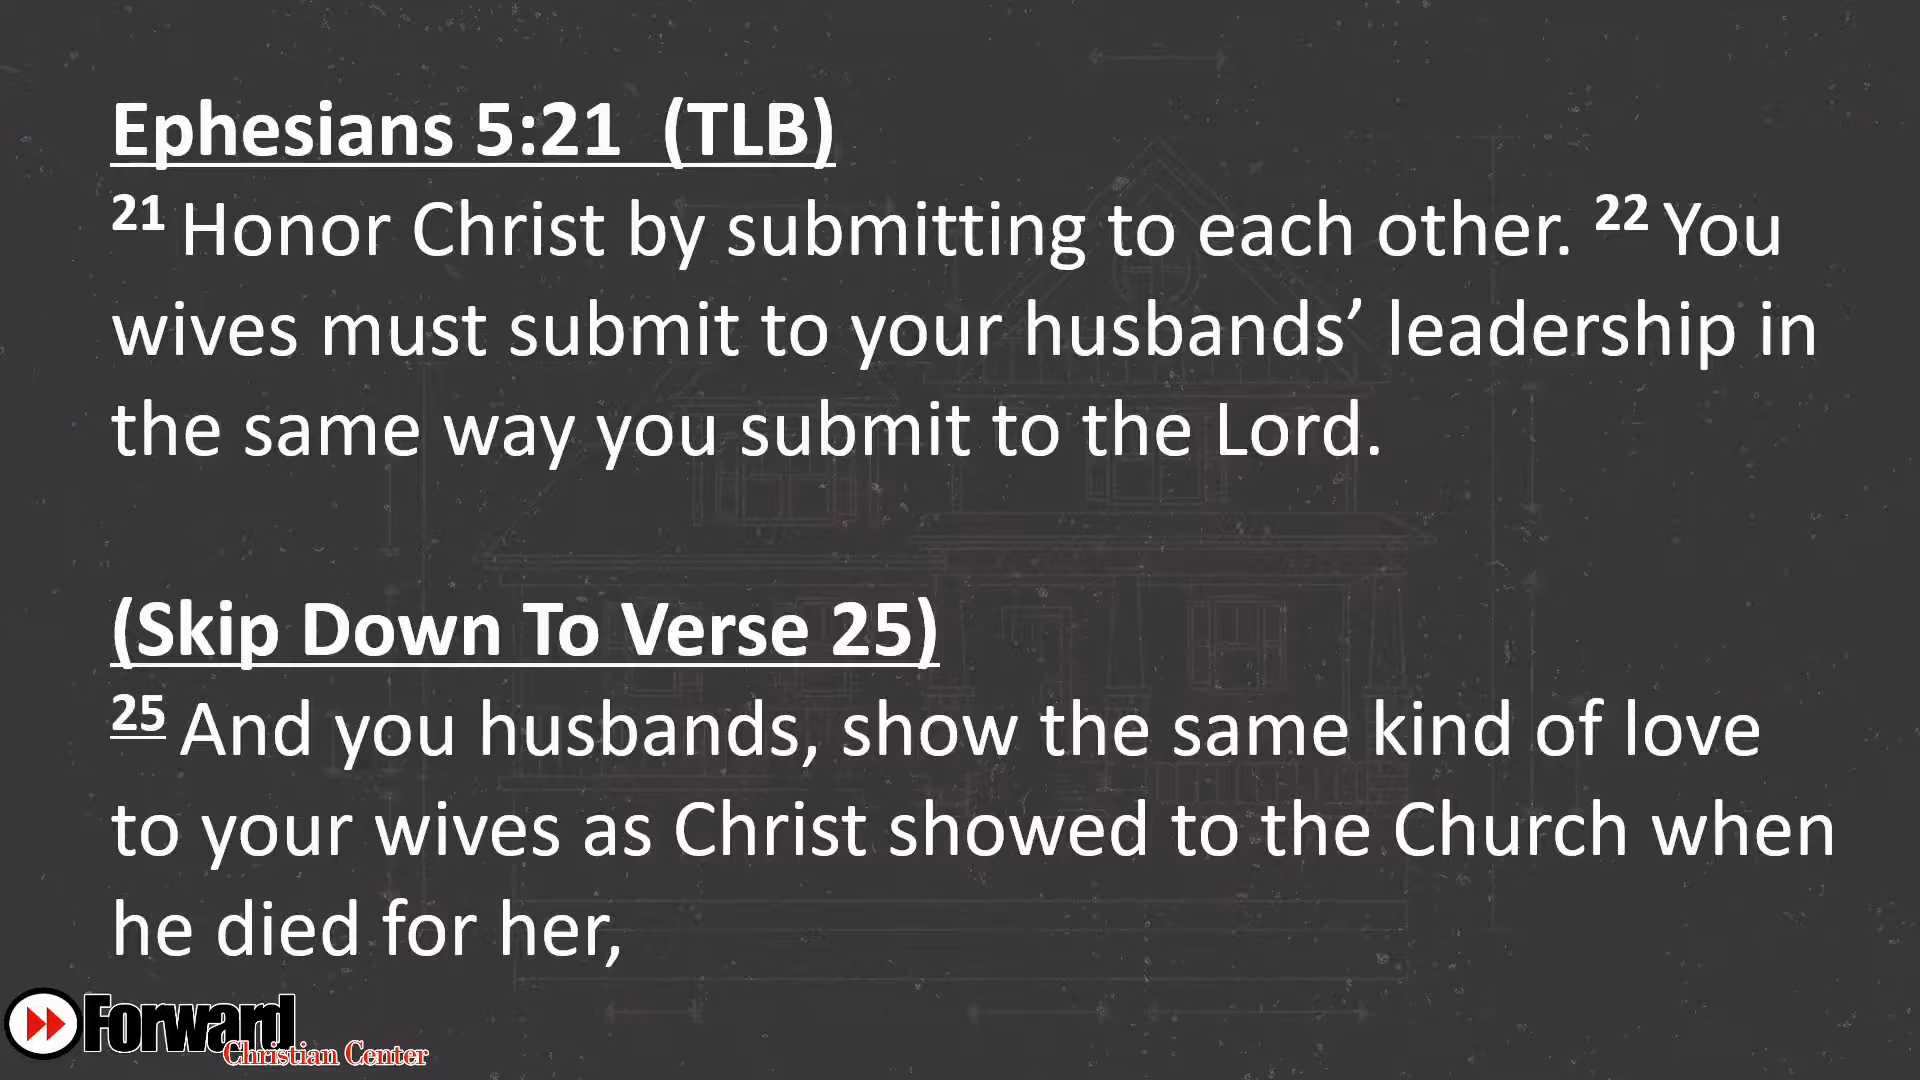 Ephesians 5:21  (TLB)
21 Honor Christ by submitting to each other. 22 You
wives must submit to your husbands’ leadership in
the same way you submit to the Lord.
(Skip Down To Verse 25)
25 And you husbands, show the same kind of love
to your wives as Christ showed to the Church when
he died for her,
Forward
Christian Center